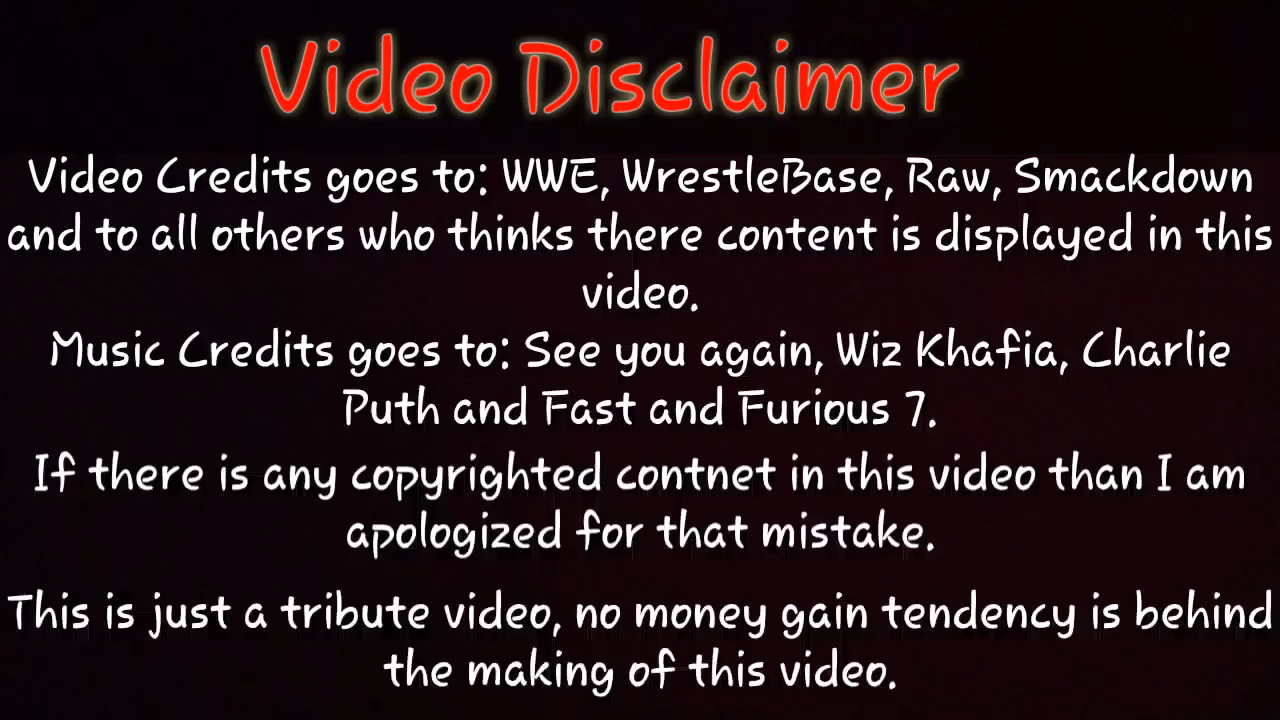 Video Disclaimer
Video Credits goes to: WWE, WrestleBase, Raw, Smackdown
and to all others who thinks there content is displayed in this
video.
Music Credits goes to: See you again, Wiz Khafia, Charlie
Puth and Fast and Furious 7.
If there is any copyrighted contnet in this video than I am
apologized for that mistake.
This is just a tribute video, no money gain tendency is behind
the making of this video.